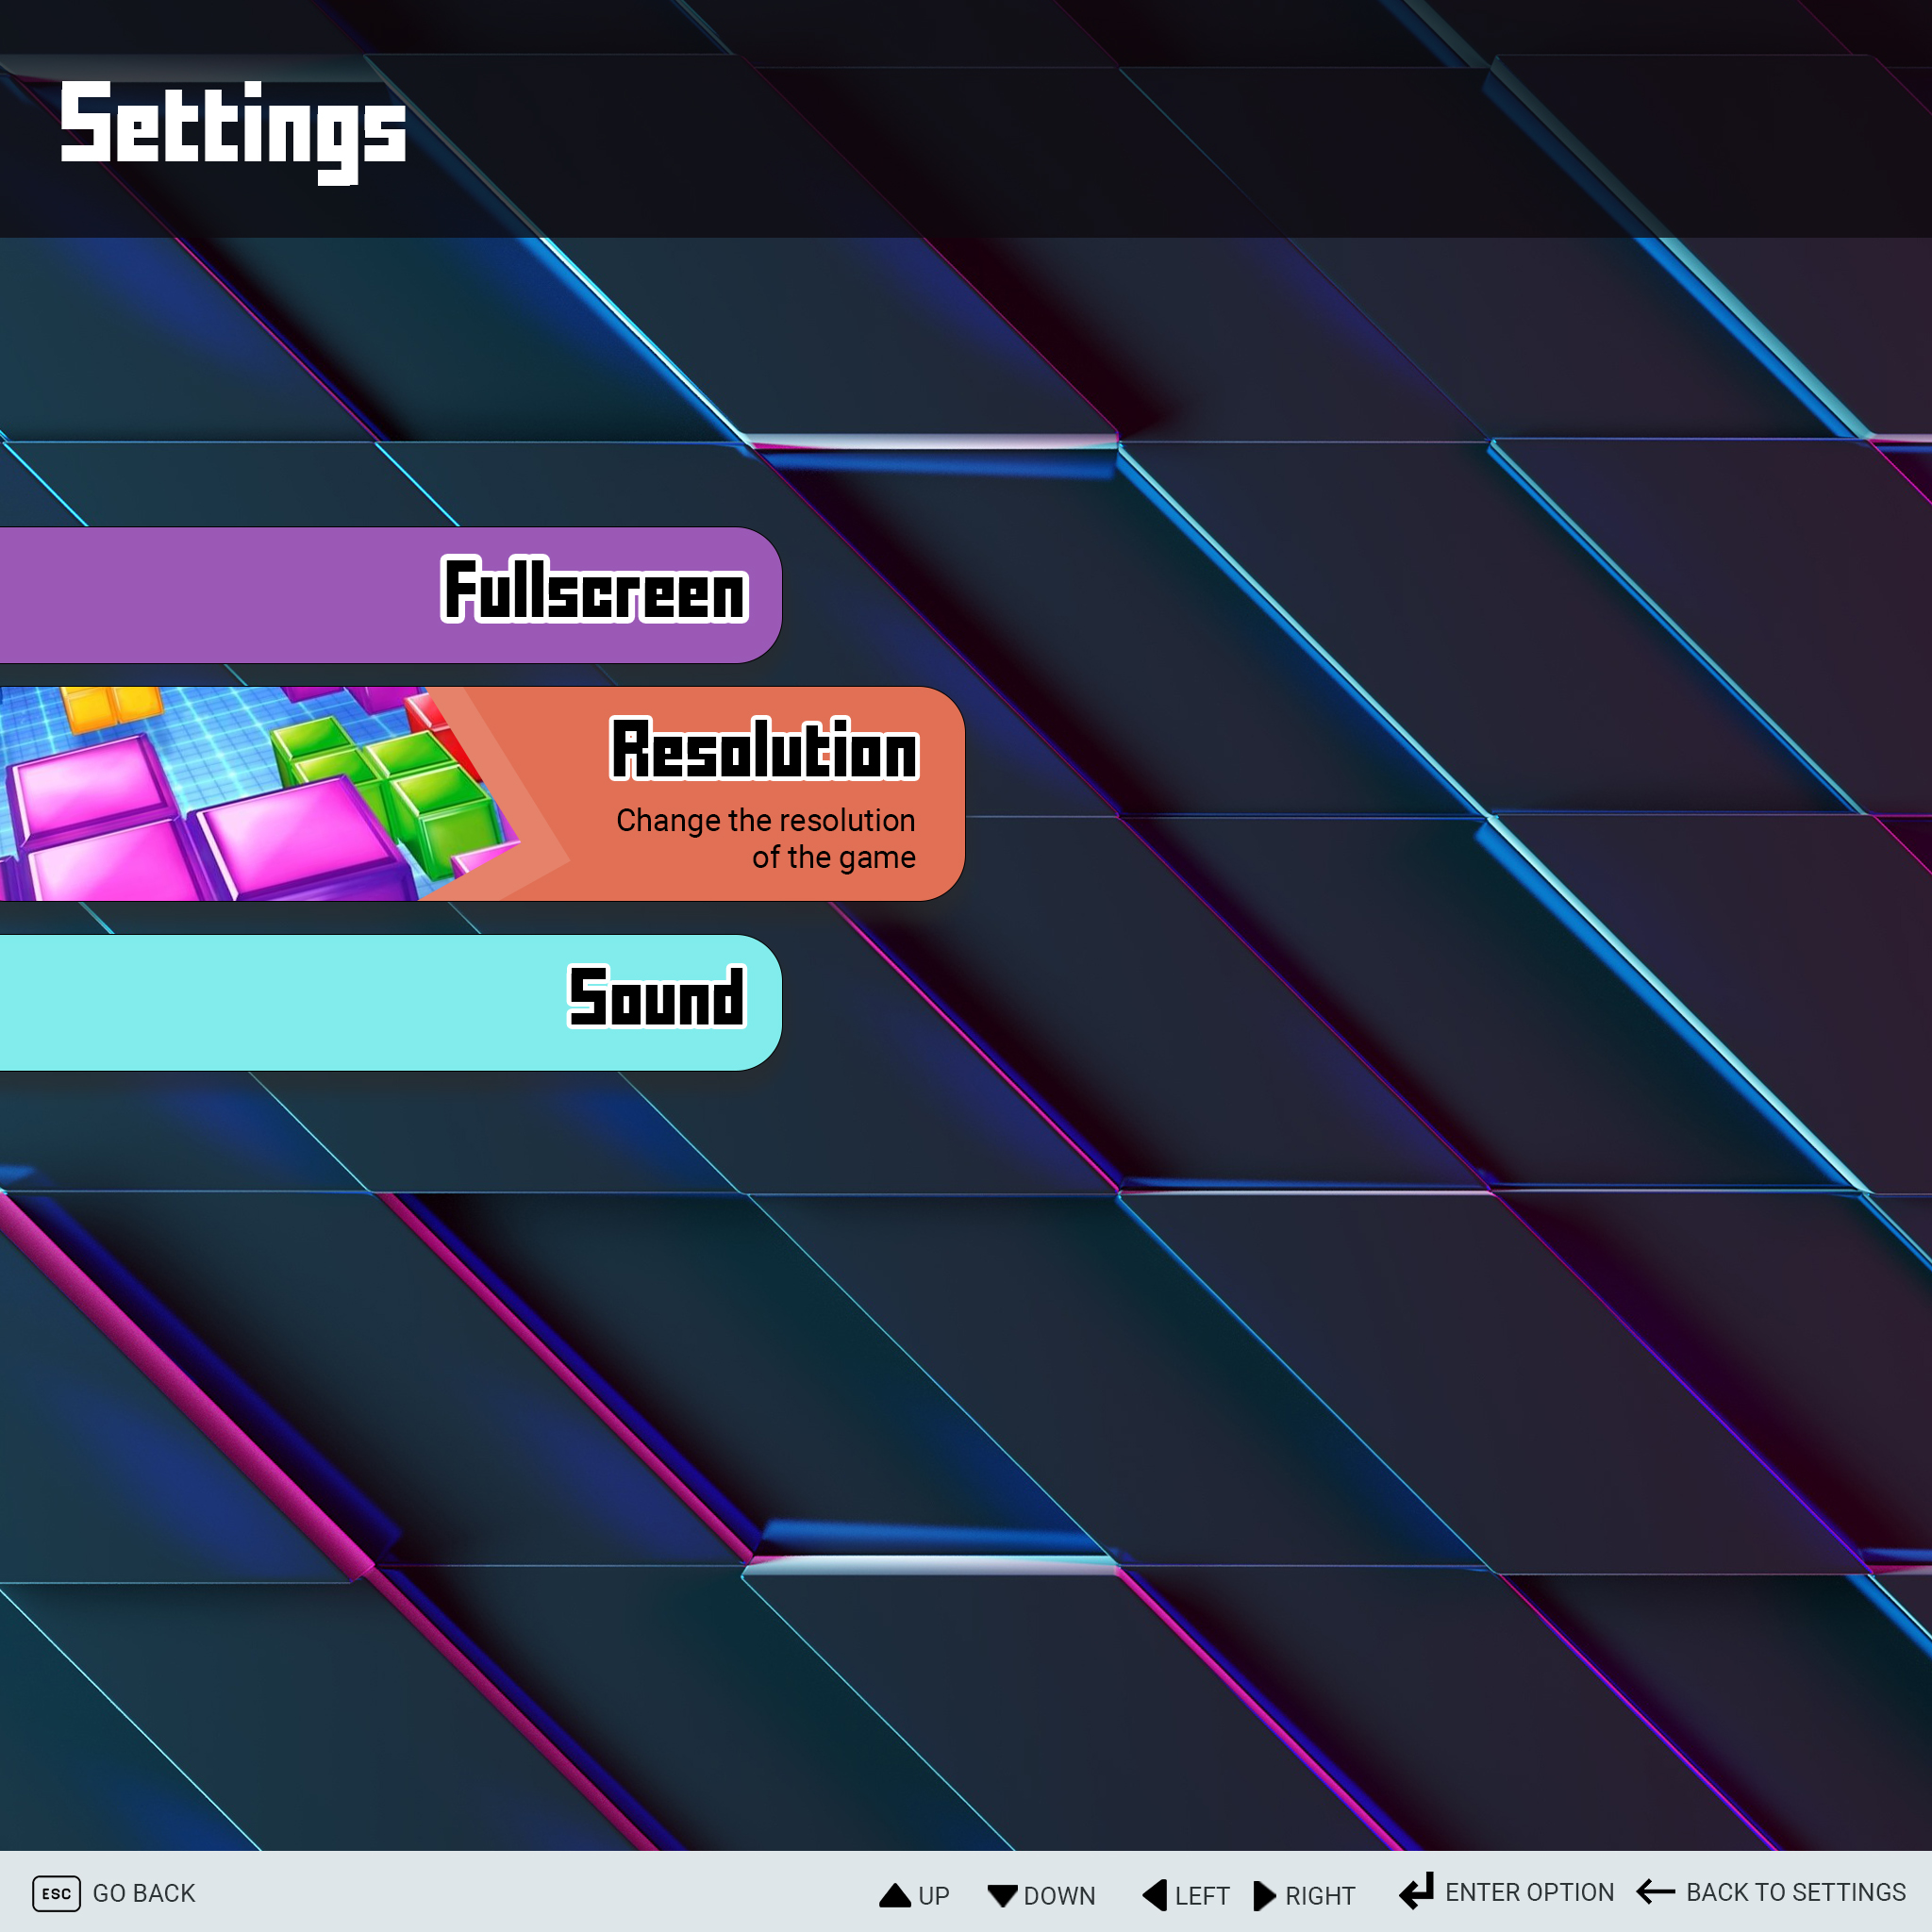 Settings
Fullscreen
Resolution
Change the resolution
of the game
Sound
ESC GO BACK
UP DOWN LEFT RIGHT ENTER OPTION BACK TO SETTINGS